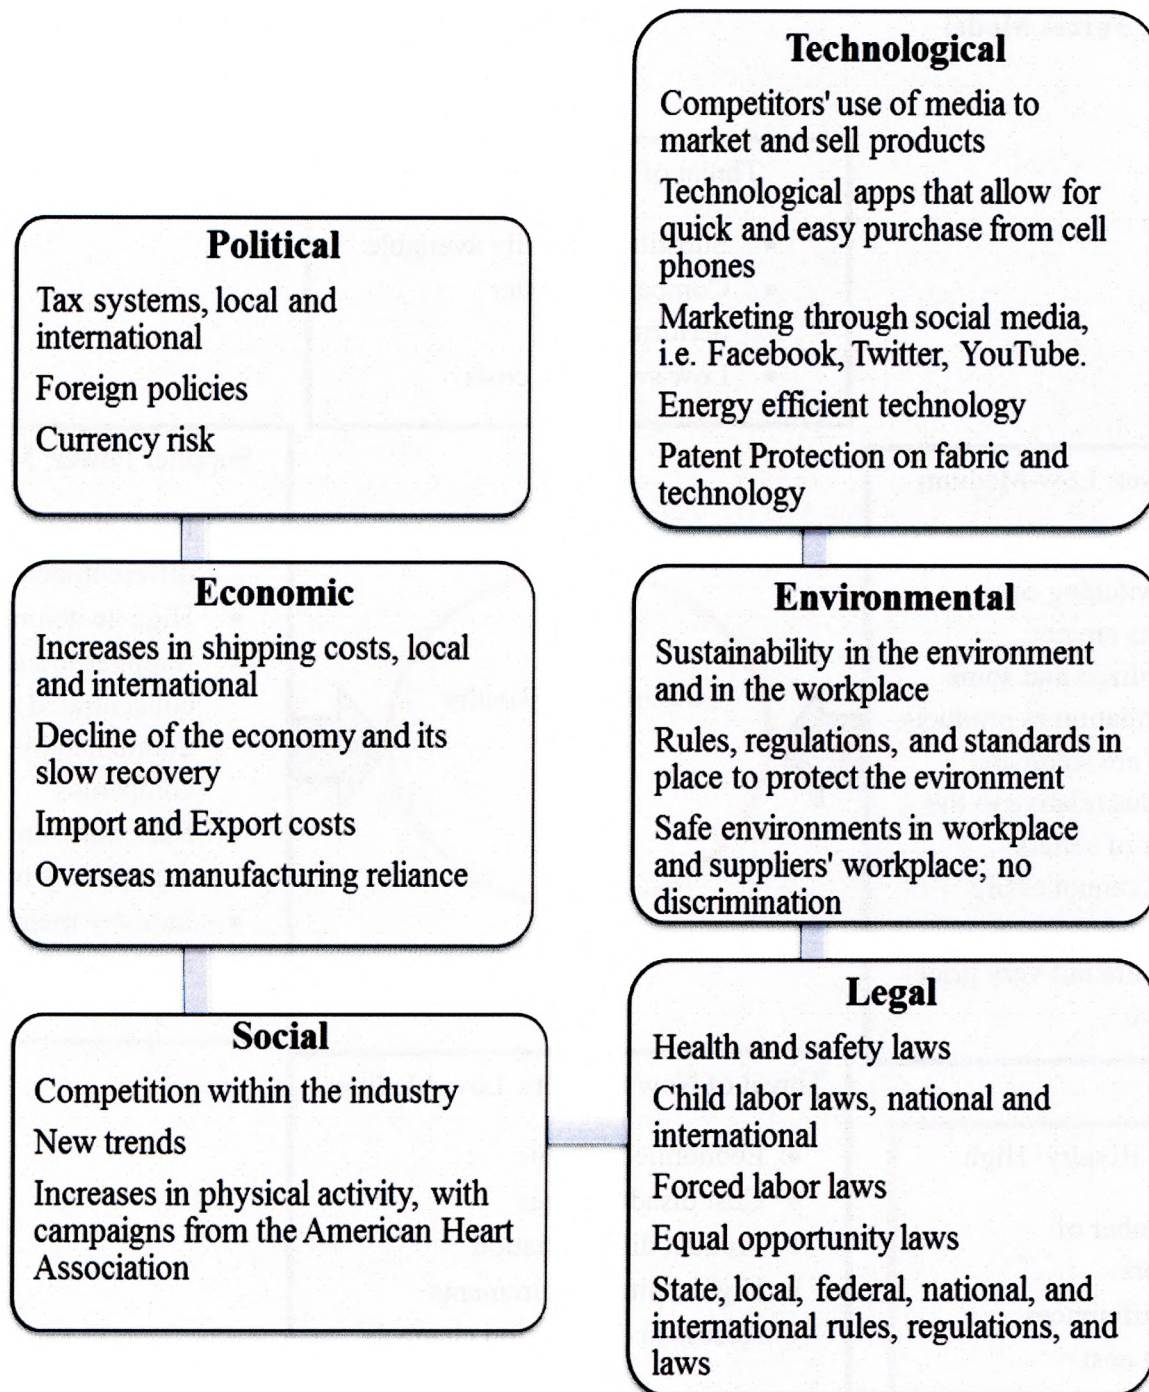 Political
Tax systems, local and
international
Foreign policies
Currency risk
Economic
Increases in shipping costs, local
and international
Decline of the economy and its
slow recovery
Import and Export costs
Overseas manufacturing reliance
Social
Competition within the industry
New trends
Increases in physical activity, with
campaigns from the American Heart
Association
Technological
Competitors' use of media to
market and sell products
Technological apps that allow for
quick and easy purchase from cell
phones
Marketing through social media,
i.e. Facebook, Twitter, YouTube.
Energy efficient technology
Patent Protection on fabric and
technology
Environmental
Sustainability in the environment
and in the workplace
Rules, regulations, and standards in
place to protect the evironment
Safe environments in workplace
and suppliers' workplace; no
discrimination
Legal
Health and safety laws
Child labor laws, national and
international
Forced labor laws
Equal opportunity laws
State, local, federal, national, and
international rules, regulations, and
laws